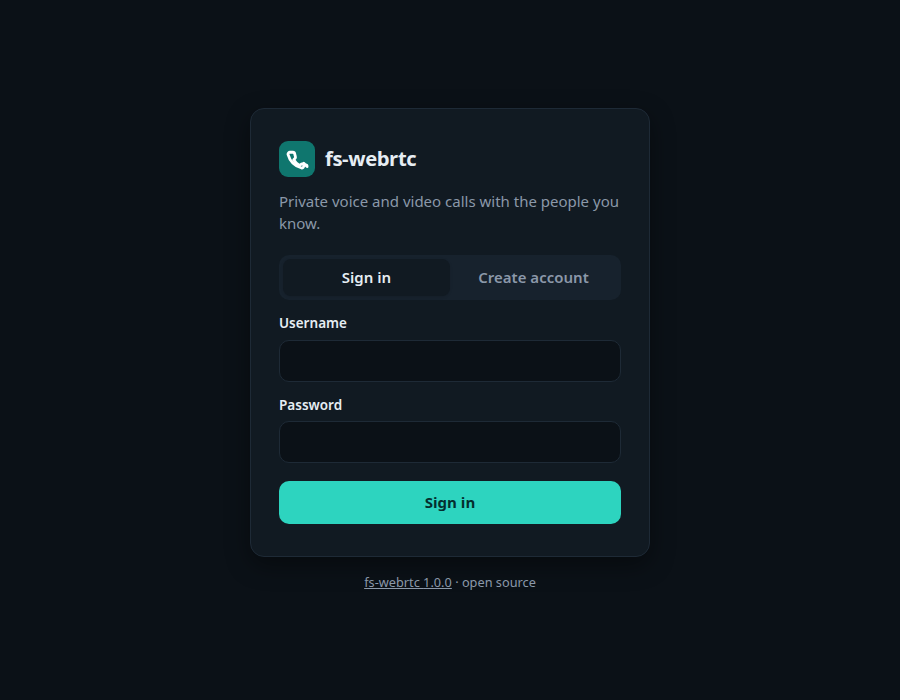 fs-webrtc
Private voice and video calls with the people you
know.
Sign in
Create account
Username
Password
Sign in
fs-webrtc 1.0.0 · open source